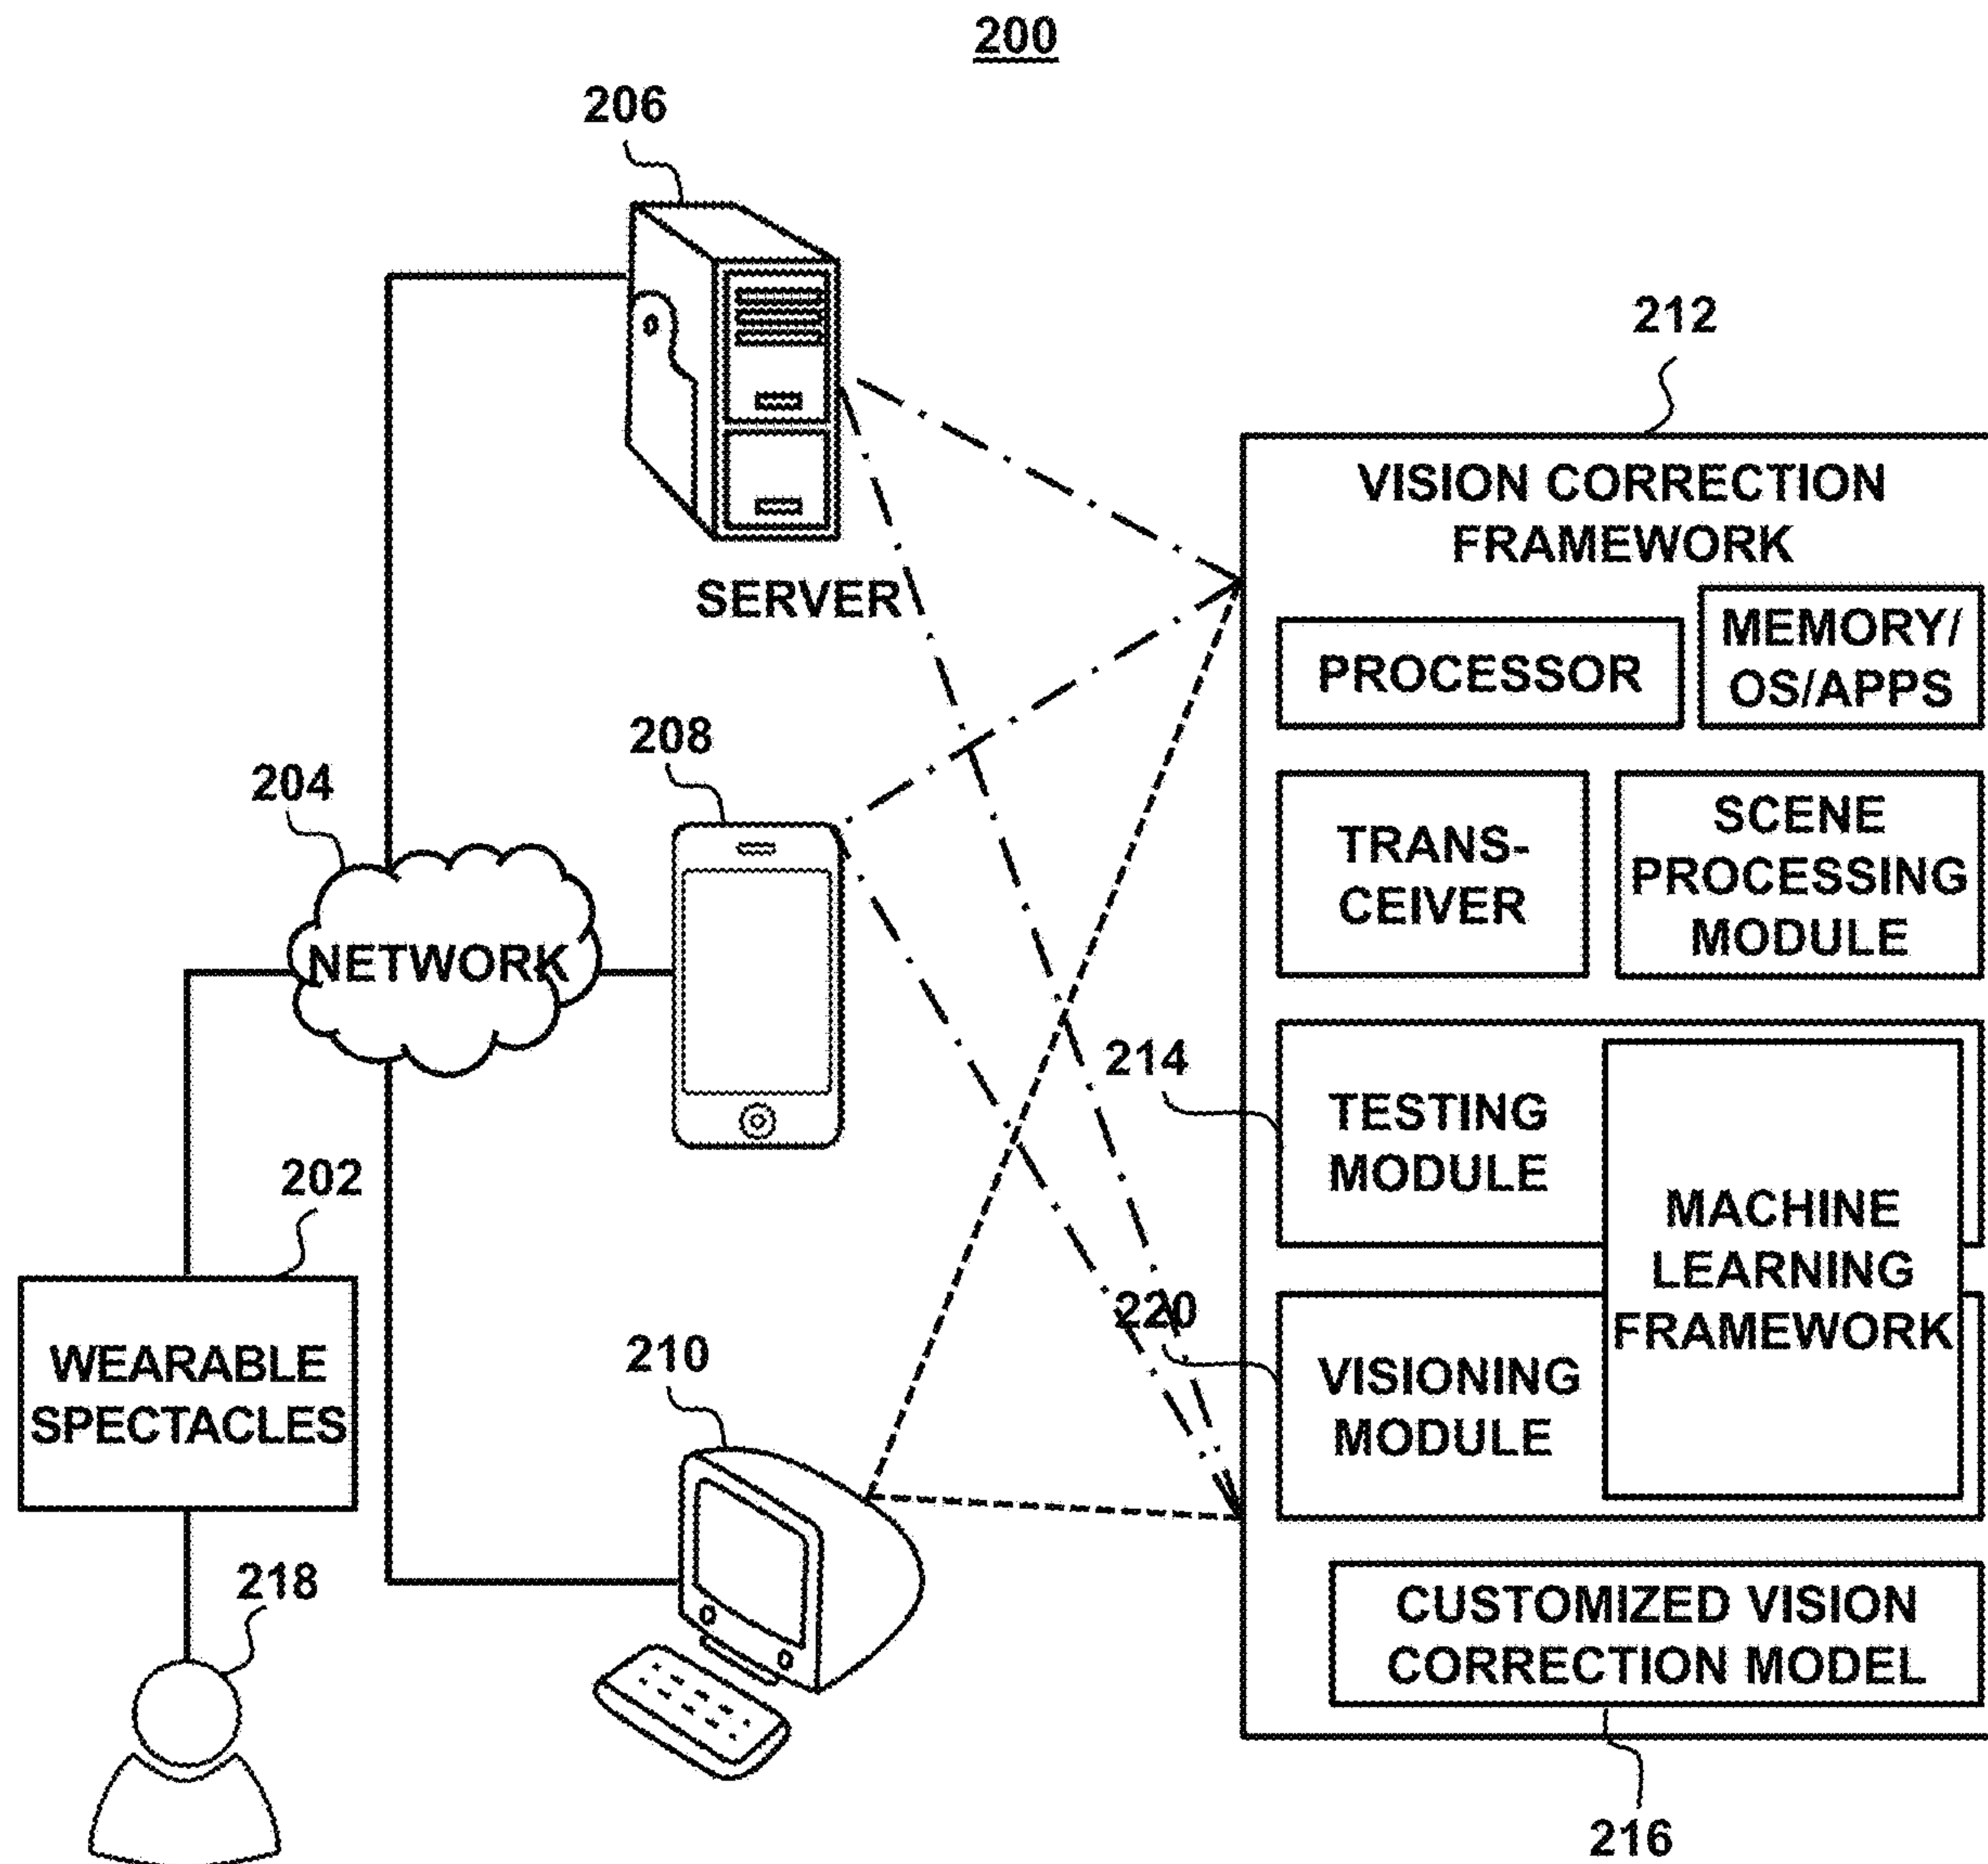 200
206
SERVER
212
VISION CORRECTION
FRAMEWORK
PROCESSOR
MEMORY/
OS/APPS
208
204
NETWORK
TRANS-
CEIVER
SCENE
PROCESSING
MODULE
214
TESTING
MODULE
MACHINE
LEARNING
FRAMEWORK
202
WEARABLE
SPECTACLES
220
VISIONING
MODULE
210
218
CUSTOMIZED VISION
CORRECTION MODEL
216